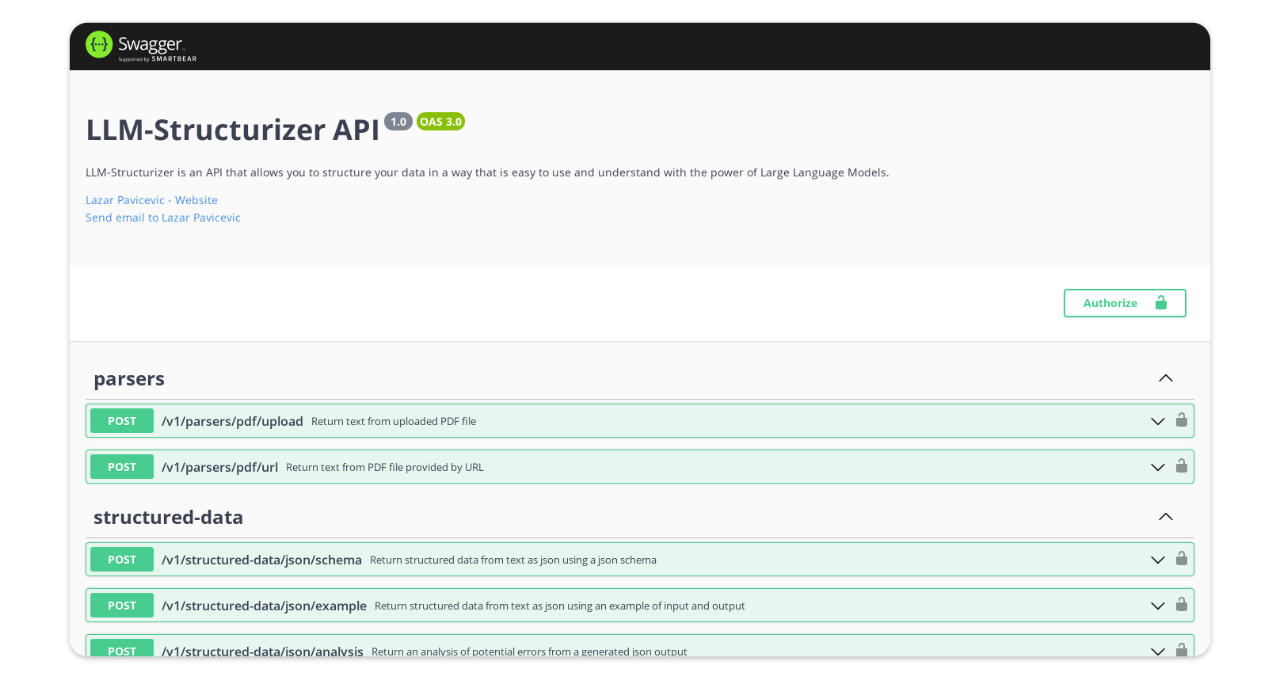 Swagger
Supported by SMARTBEAR
LLM-Structurizer API 1.0 OAS 3.0
LLM-Structurizer is an API that allows you to structure your data in a way that is easy to use and understand with the power of Large Language Models.
Lazar Pavicevic - Website
Send email to Lazar Pavicevic
Authorize
parsers
POST /v1/parsers/pdf/upload Return text from uploaded PDF file
POST /v1/parsers/pdf/url Return text from PDF file provided by URL
structured-data
POST /v1/structured-data/json/schema Return structured data from text as json using a json schema
POST /v1/structured-data/json/example Return structured data from text as json using an example of input and output
POST /v1/structured-data/json/analysis Return an analysis of potential errors from a generated json output